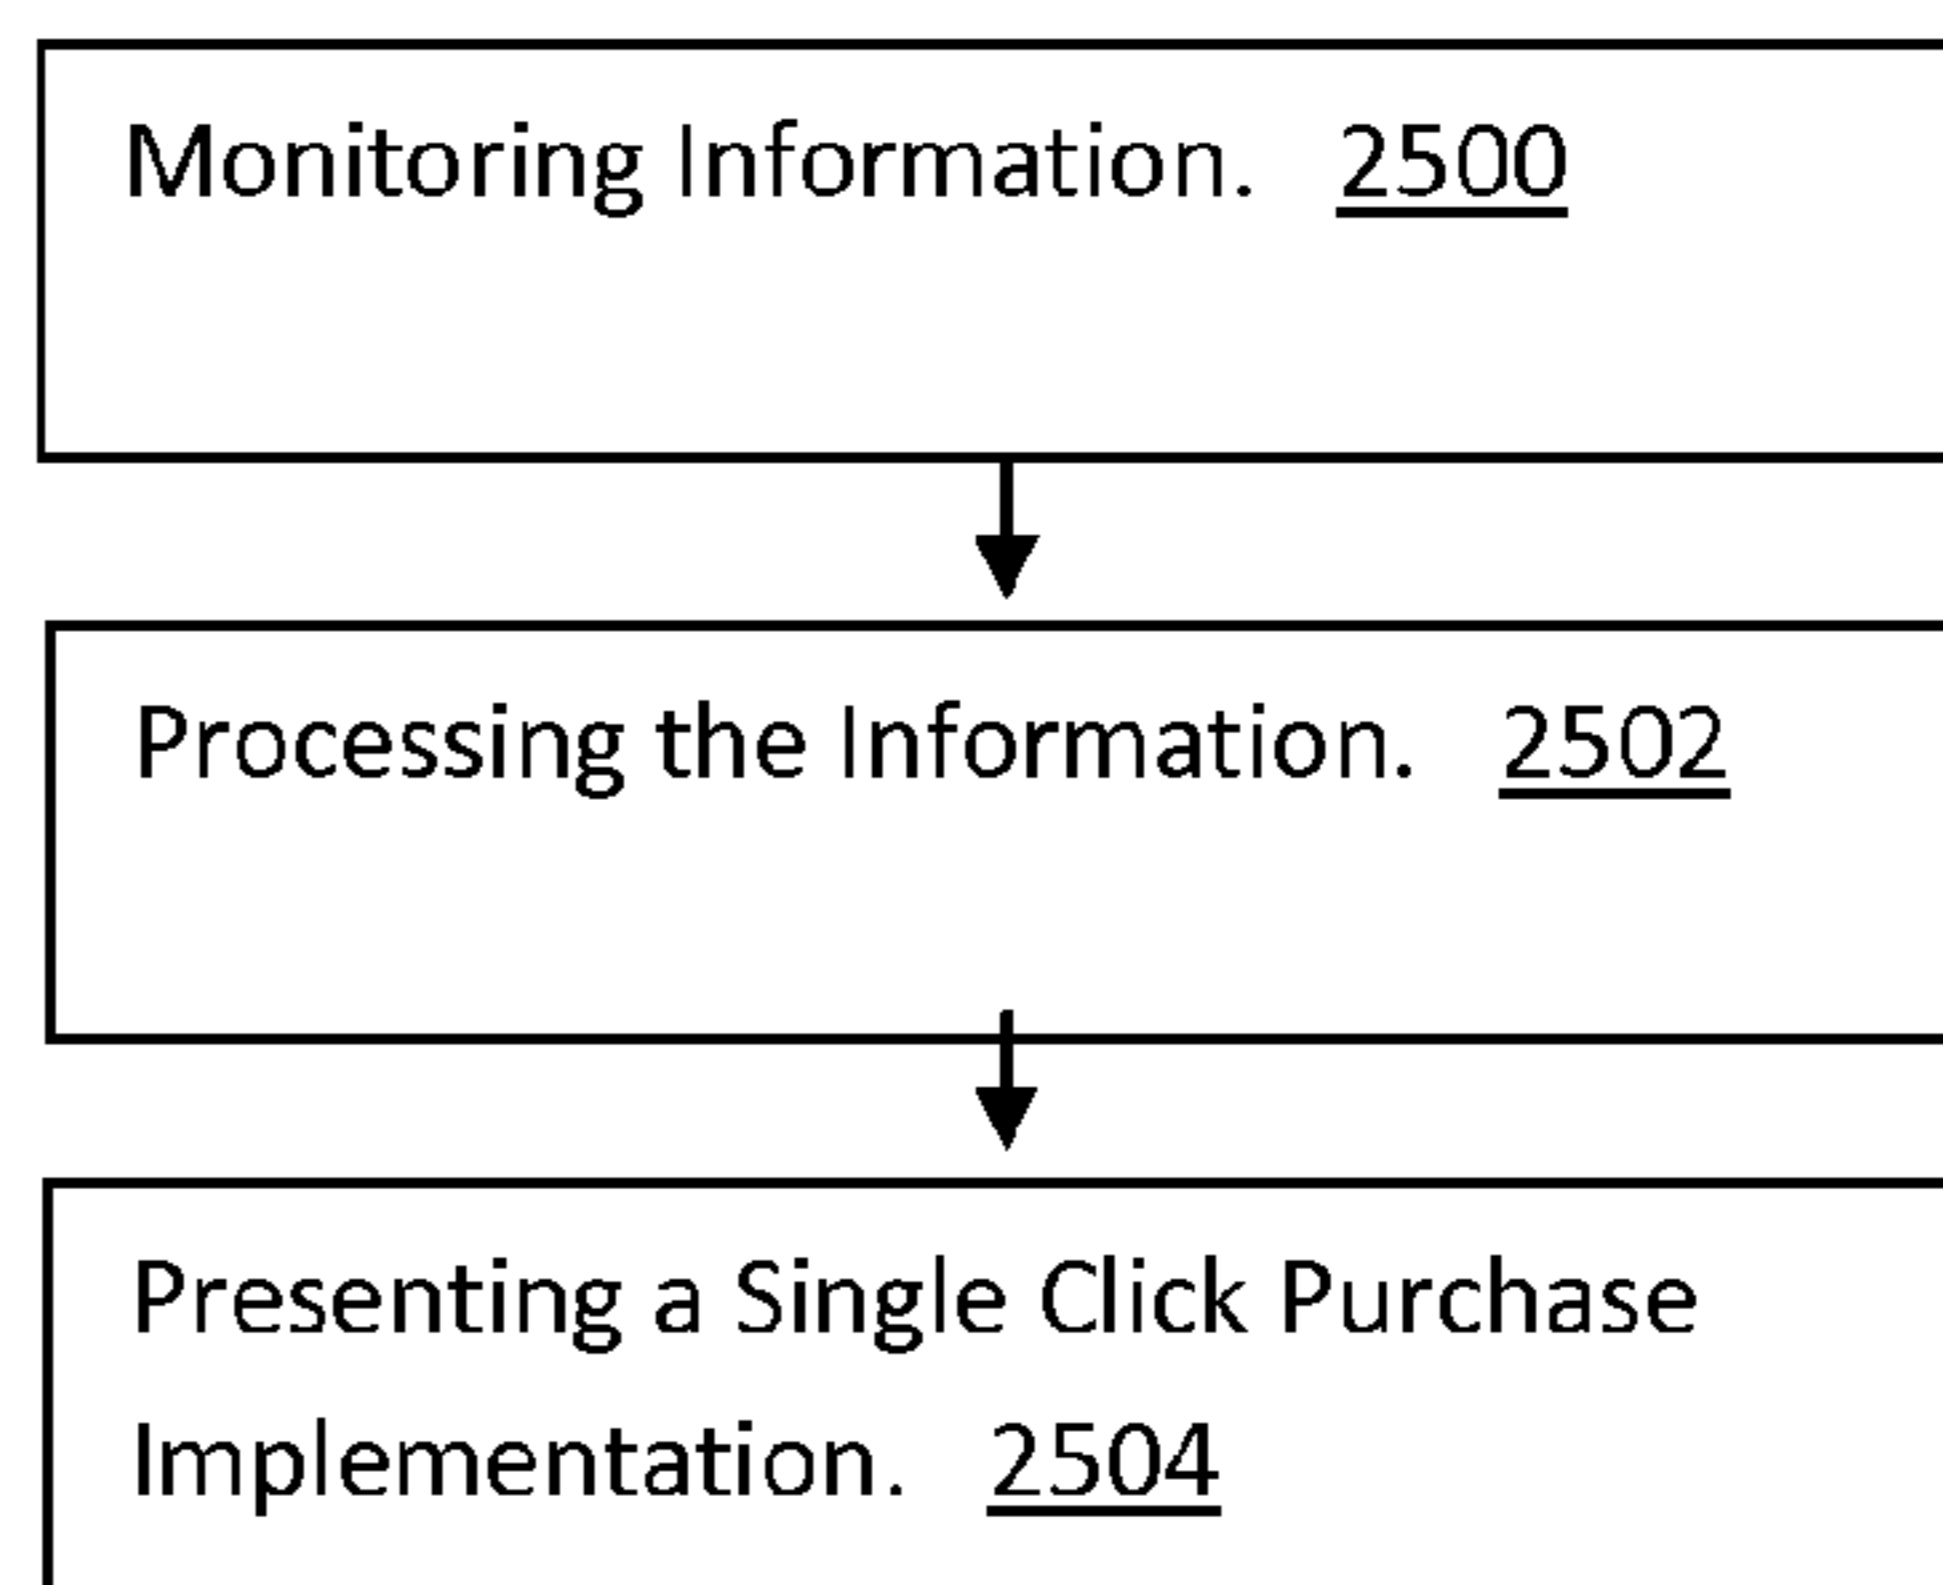 Monitoring Information. 2500
Processing the Information. 2502
Presenting a Single Click Purchase
Implementation. 2504